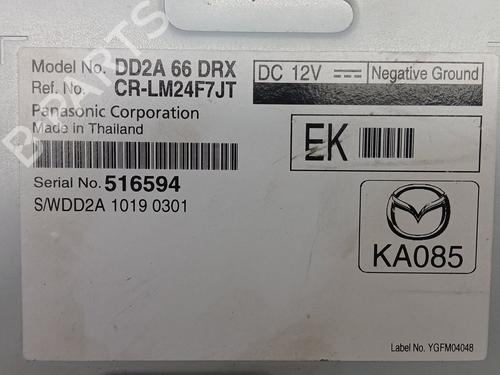 Model No. DD2A 66 DRX
Ref. No. CR-LM24F7JT
DC 12V Negative Ground
Panasonic Corporation
Made in Thailand
EK
Serial No. 516594
S/WDD2A 1019 0301
KA085
Label No. YGFM04048
B-PARTS